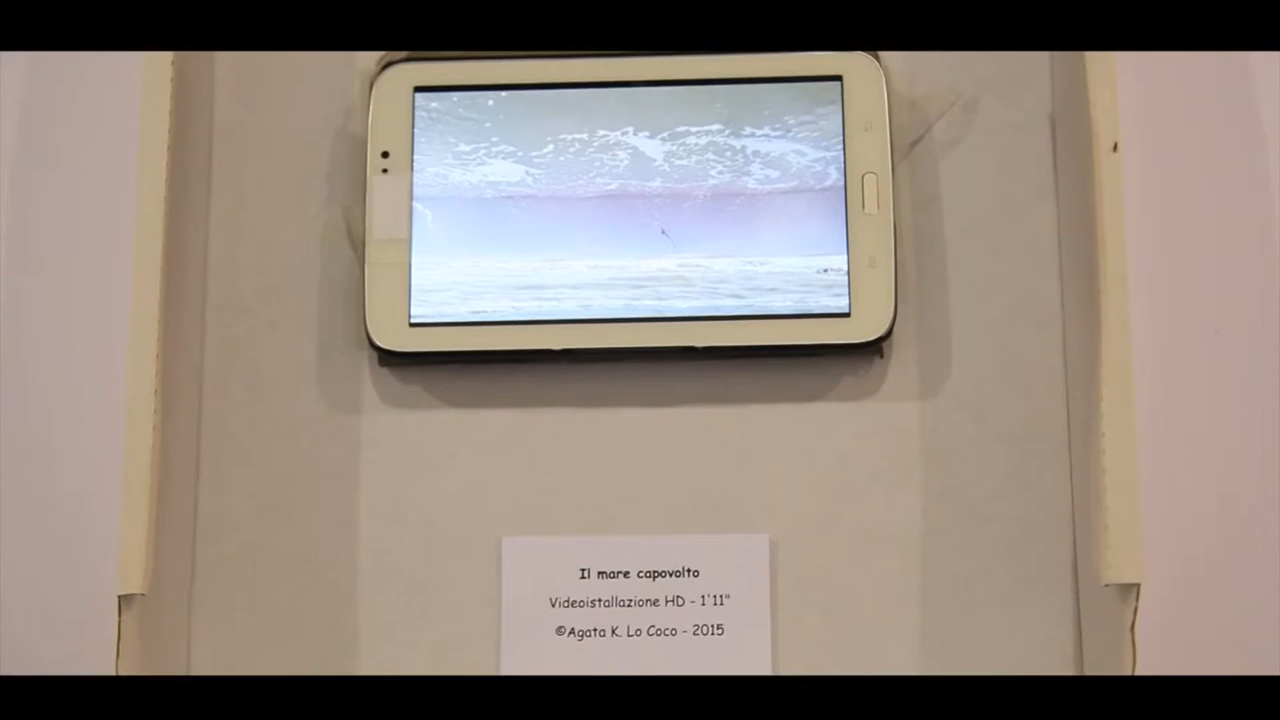 Il mare capovolto
Videoistallazione HD - 1'11"
©Agata K. Lo Coco - 2015